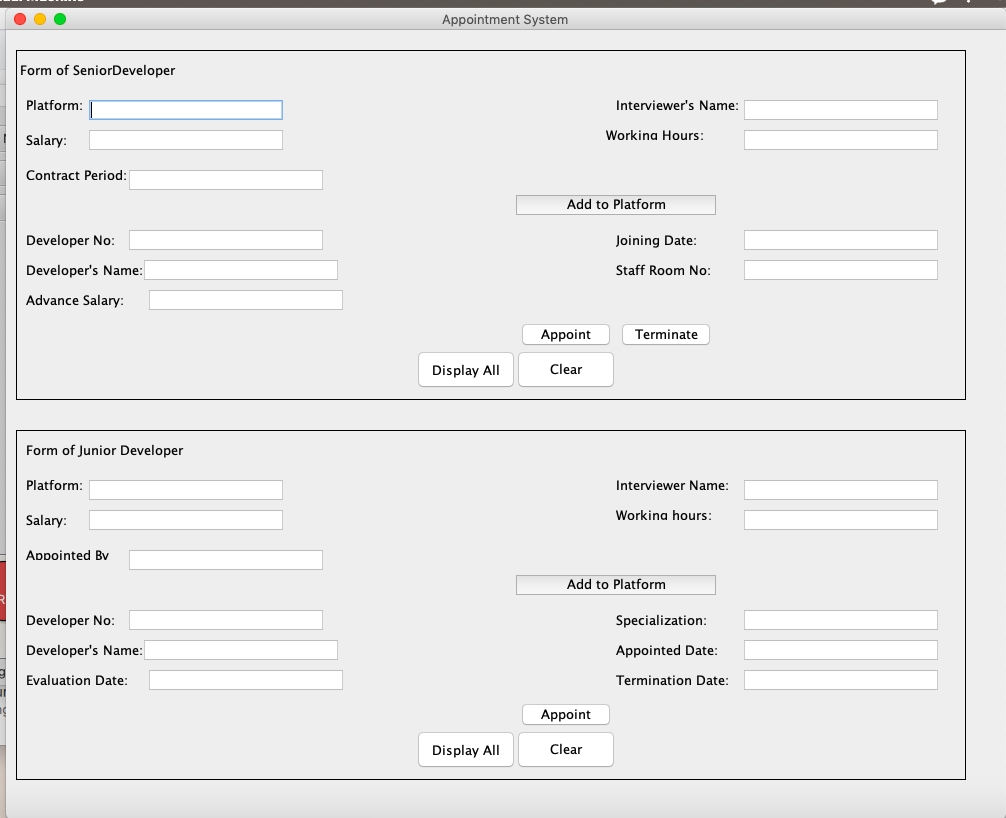 Appointment System
Form of SeniorDeveloper
Platform: Interviewer's Name:
Salary: Working Hours:
Contract Period:
Add to Platform
Developer No: Joining Date:
Developer's Name: Staff Room No:
Advance Salary:
Appoint Terminate
Display All Clear
Form of Junior Developer
Platform: Interviewer Name:
Salary: Working hours:
Appointed By
Add to Platform
Developer No: Specialization:
Developer's Name: Appointed Date:
Evaluation Date: Termination Date:
Appoint
Display All Clear